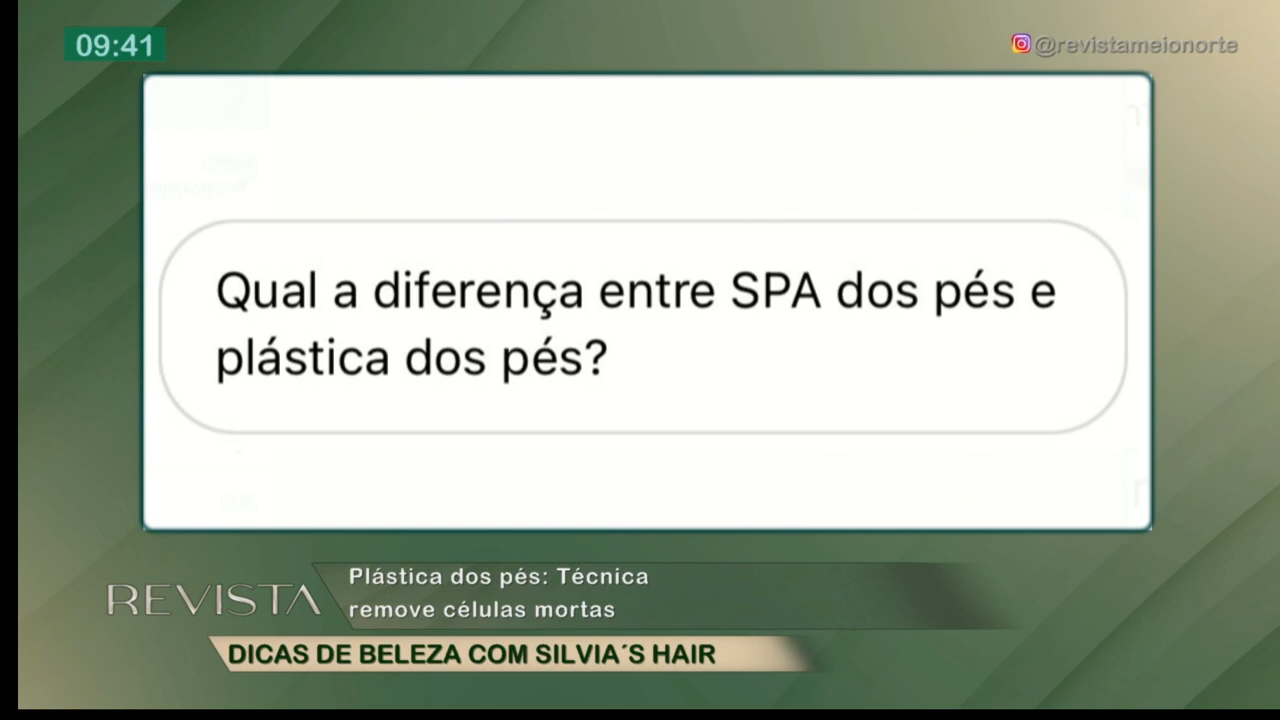 09:41
@revistameionorte
Qual a diferença entre SPA dos pés e
plástica dos pés?
REVISTA
Plástica dos pés: Técnica
remove células mortas
DICAS DE BELEZA COM SILVIA´S HAIR